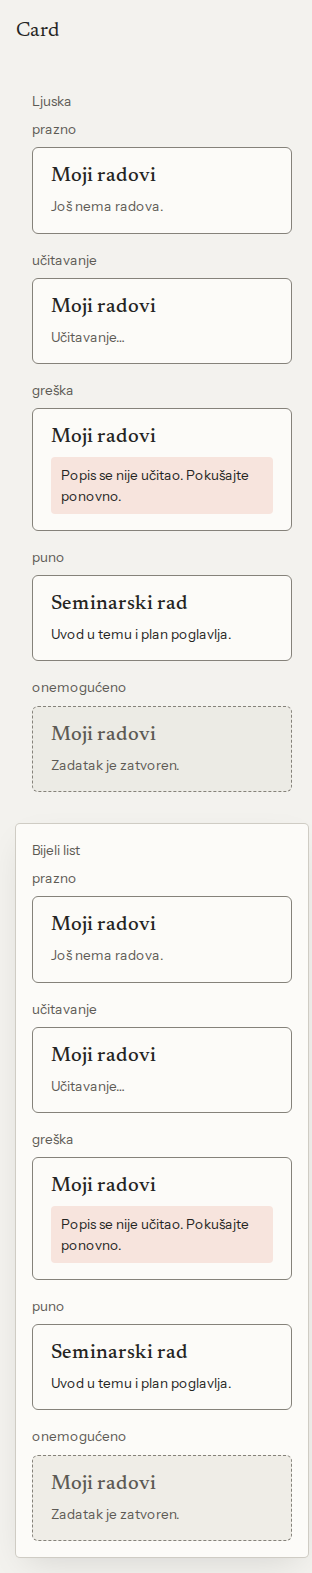 Card
Ljuska
prazno
Moji radovi
Još nema radova.
učitavanje
Moji radovi
Učitavanje…
greška
Moji radovi
Popis se nije učitao. Pokušajte
ponovno.
puno
Seminarski rad
Uvod u temu i plan poglavlja.
onemogućeno
Moji radovi
Zadatak je zatvoren.
Bijeli list
prazno
Moji radovi
Još nema radova.
učitavanje
Moji radovi
Učitavanje…
greška
Moji radovi
Popis se nije učitao. Pokušajte
ponovno.
puno
Seminarski rad
Uvod u temu i plan poglavlja.
onemogućeno
Moji radovi
Zadatak je zatvoren.